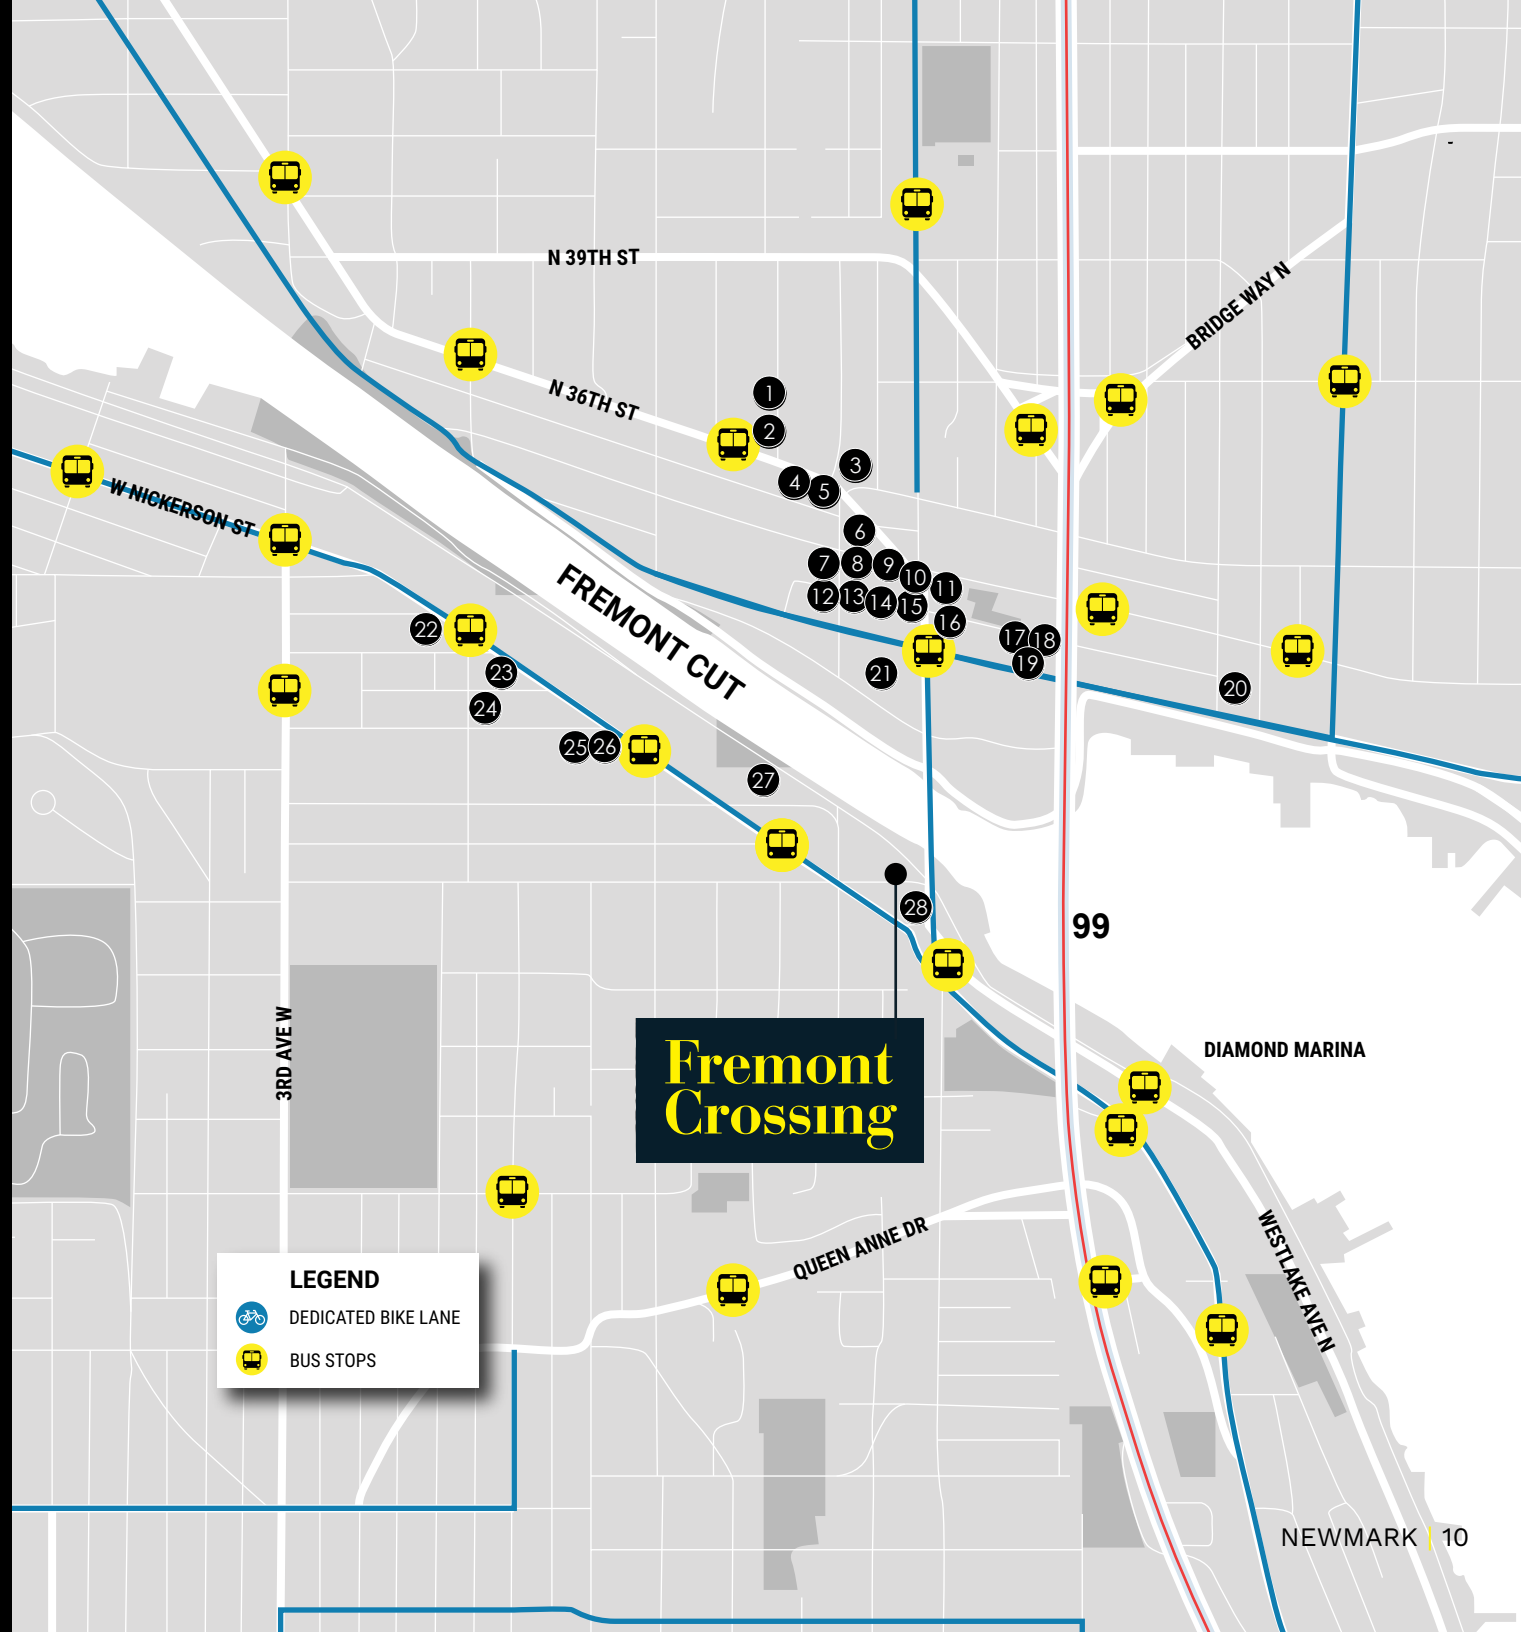 N 39TH ST
BRIDGE WAY N
N 36TH ST
1
2
3
4
5
6
7
8
9
10
11
12
13
14
15
16
17
18
19
20
21
W NICKERSON ST
FREMONT CUT
22
23
24
25
26
27
28
99
3RD AVE W
Fremont
Crossing
DIAMOND MARINA
WESTLAKE AVE N
QUEEN ANNE DR
LEGEND
DEDICATED BIKE LANE
BUS STOPS
NEWMARK | 10